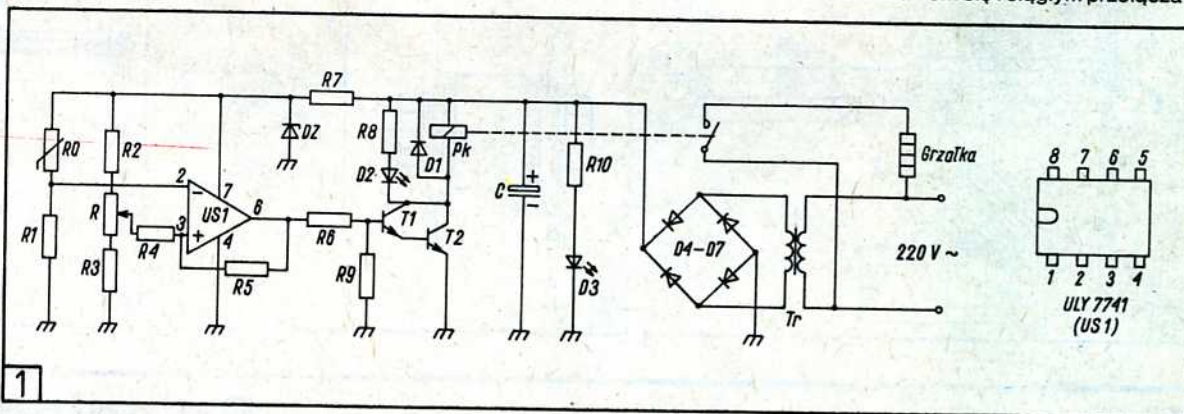 przełącza
R7
R0
R2
DZ
R8
D1
Pk
D2
C
+
-
R10
D3
Grzałka
2
-
7
US1
6
3
+
4
R
R1
R4
R3
R5
R6
R9
T1
T2
D4-D7
Tr
220 V ~
8 7 6 5
1 2 3 4
ULY 7741
(US1)
1